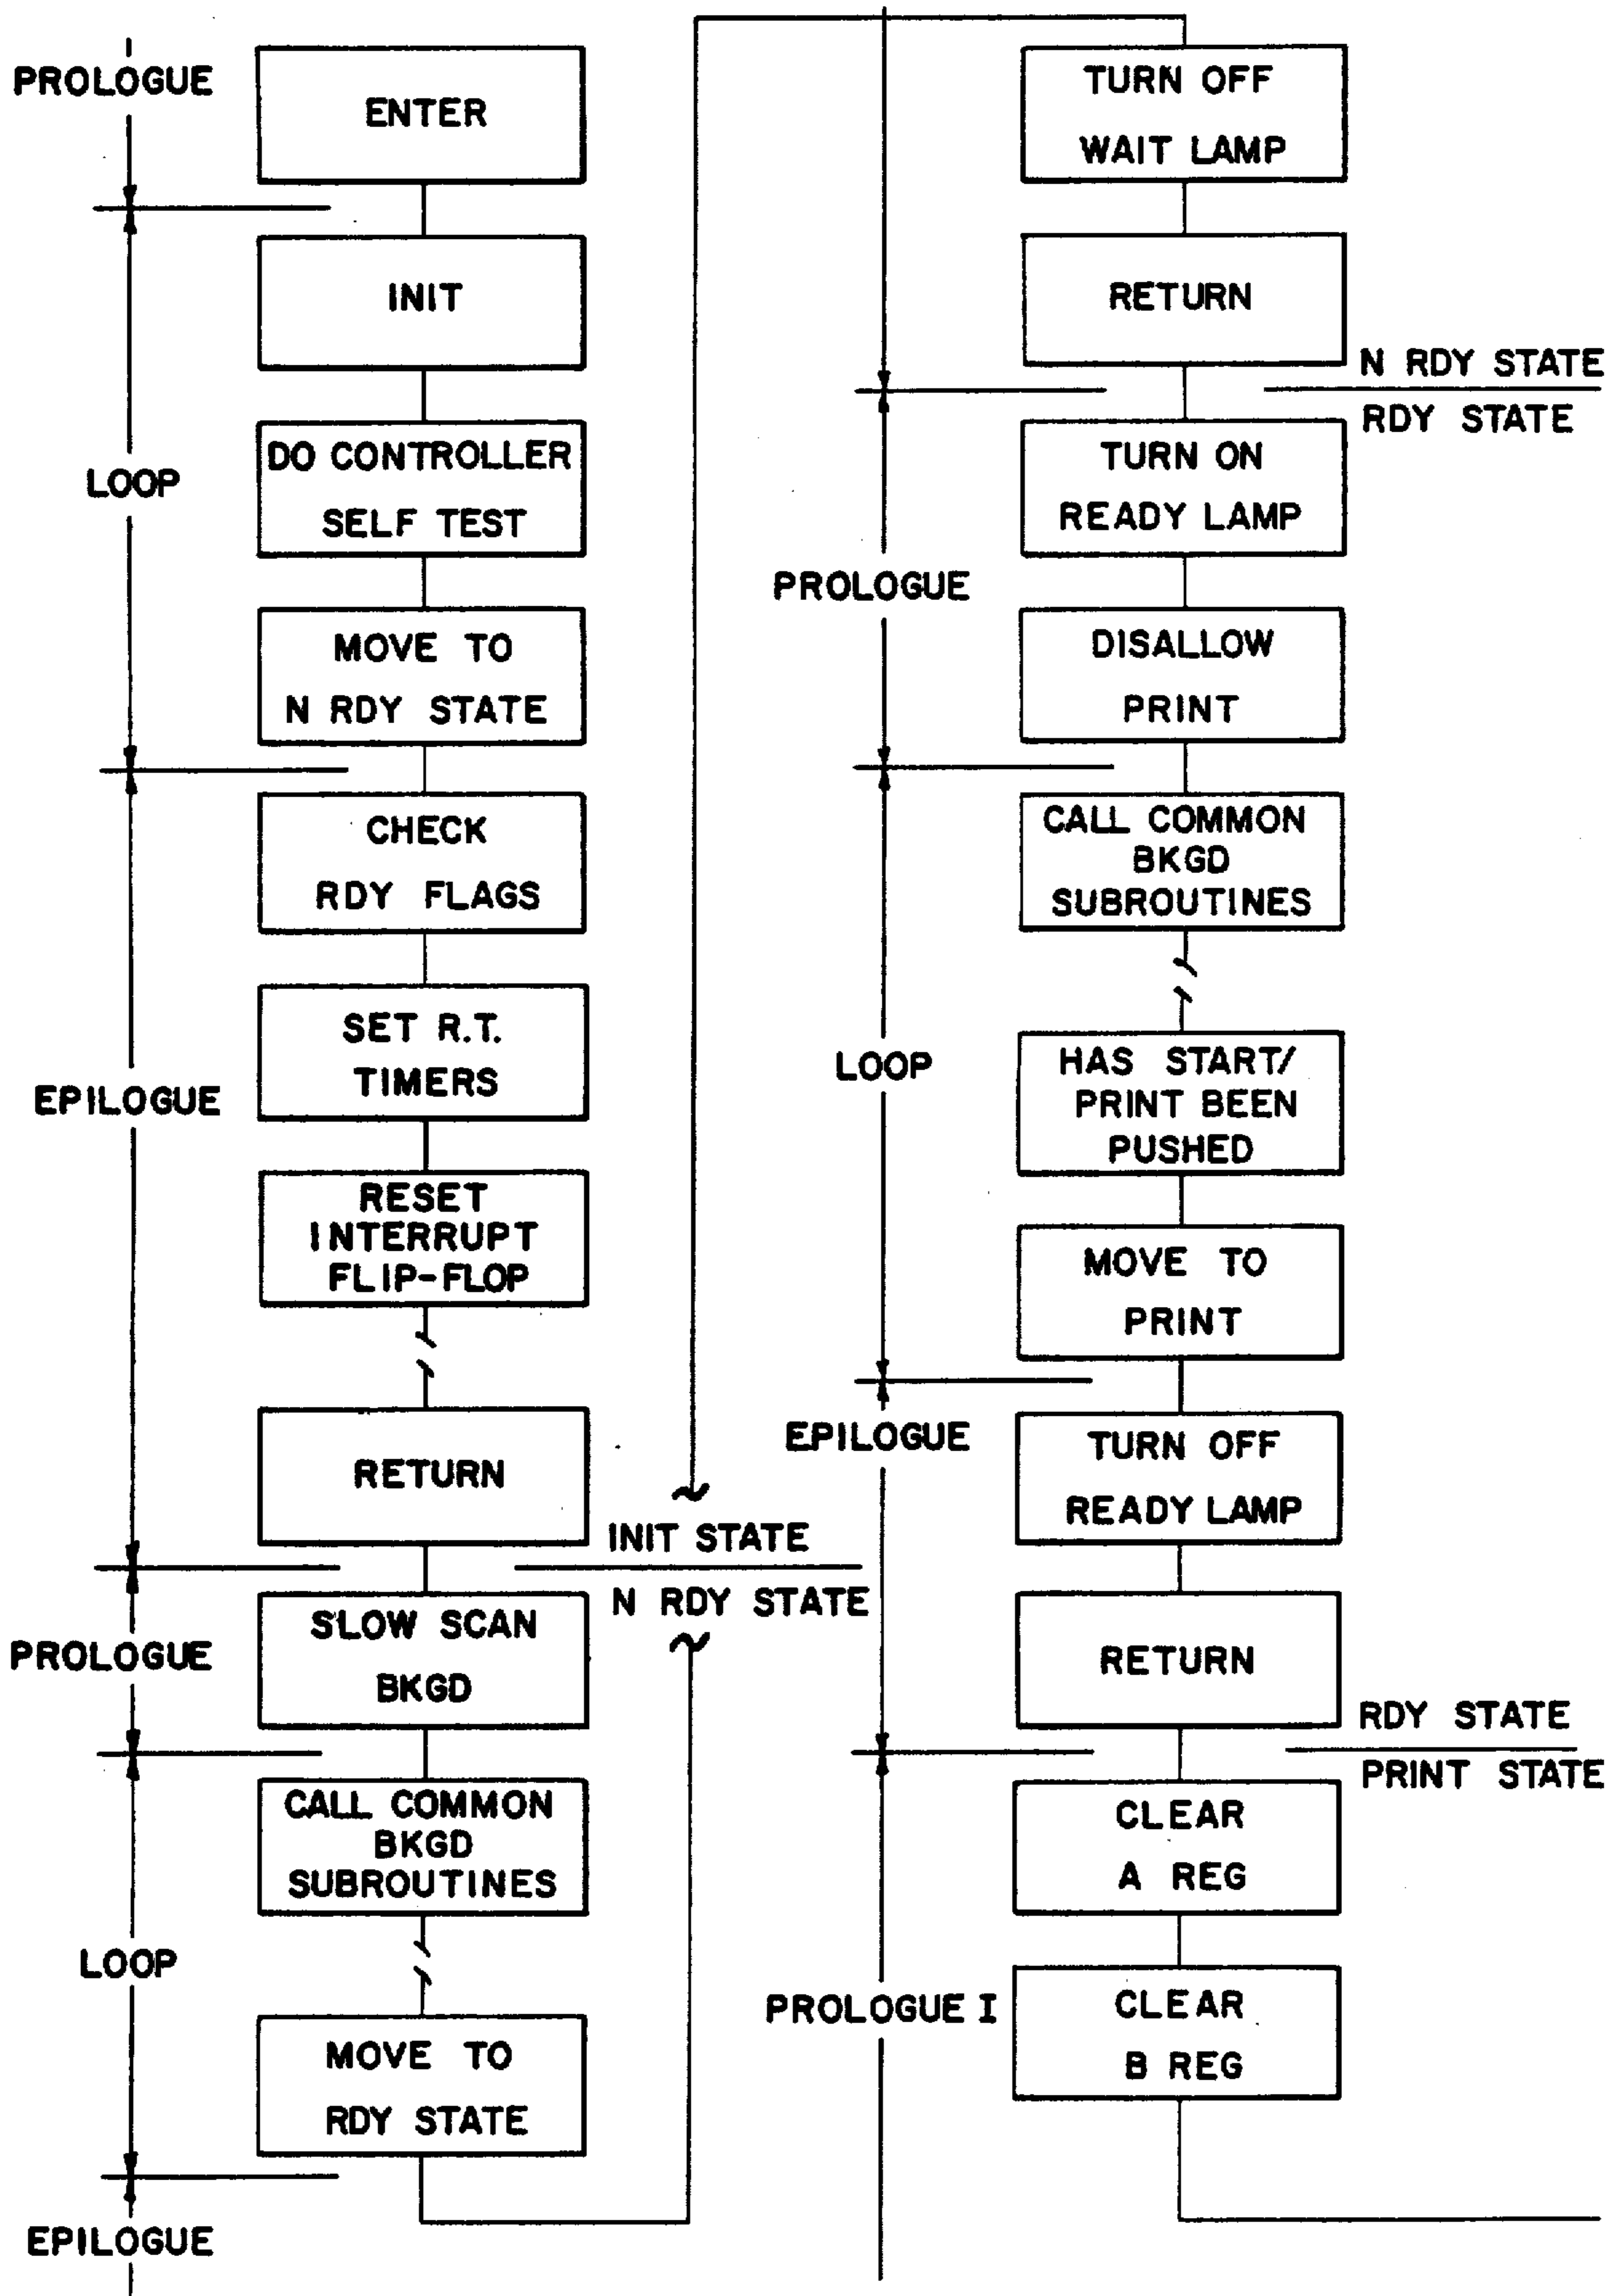 PROLOGUE
ENTER
INIT
LOOP
DO CONTROLLER
SELF TEST
MOVE TO
N RDY STATE
CHECK
RDY FLAGS
SET R.T.
TIMERS
EPILOGUE
RESET
INTERRUPT
FLIP-FLOP
RETURN
INIT STATE
N RDY STATE
PROLOGUE
SLOW SCAN
BKGD
CALL COMMON
BKGD
SUBROUTINES
LOOP
MOVE TO
RDY STATE
EPILOGUE
TURN OFF
WAIT LAMP
RETURN
N RDY STATE
RDY STATE
TURN ON
READY LAMP
PROLOGUE
DISALLOW
PRINT
CALL COMMON
BKGD
SUBROUTINES
LOOP
HAS START/
PRINT BEEN
PUSHED
MOVE TO
PRINT
EPILOGUE
TURN OFF
READY LAMP
RETURN
RDY STATE
PRINT STATE
CLEAR
A REG
PROLOGUE I
CLEAR
B REG